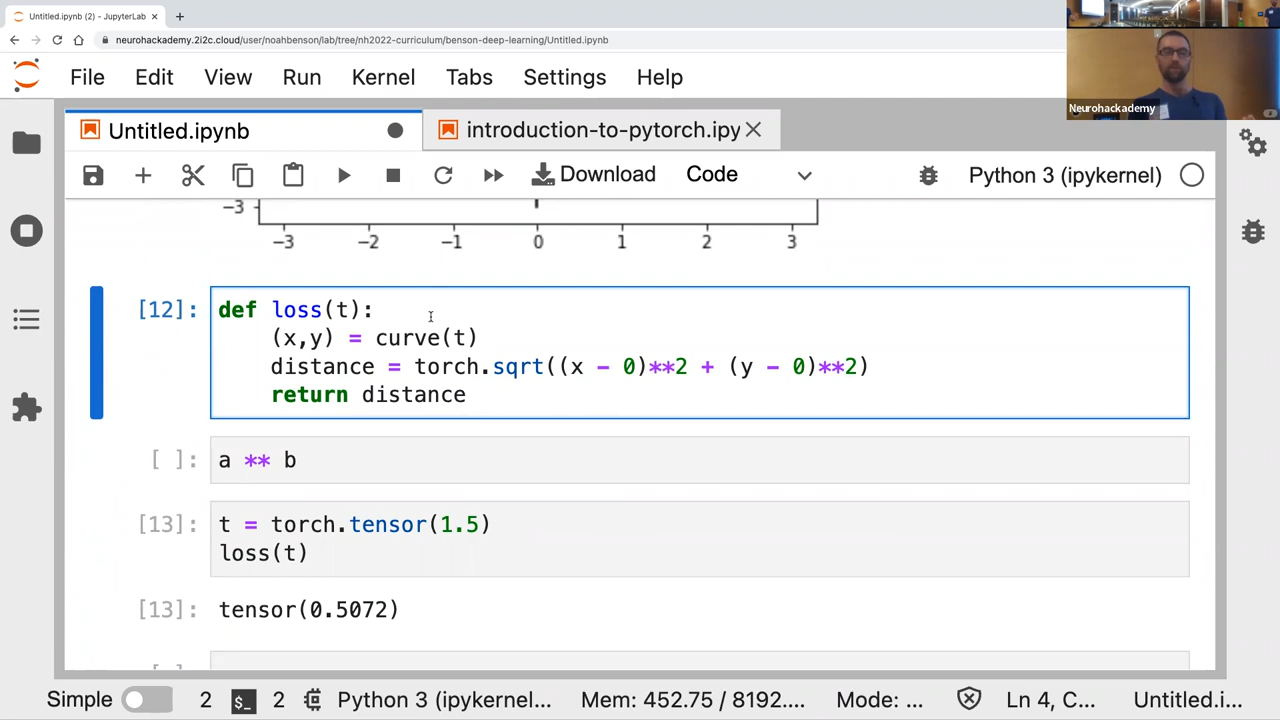 Untitled.ipynb (2) - JupyterLab
neurohackademy.2i2c.cloud/user/noahbenson/lab/tree/nh2022-curriculum/benson-deep-learning/Untitled.ipynb
File Edit View Run Kernel Tabs Settings Help
Neurohackademy
Untitled.ipynb introduction-to-pytorch.ipy
Download Code Python 3 (ipykernel)
−3
−3 −2 −1 0 1 2 3
[12]: def loss(t):
(x,y) = curve(t)
distance = torch.sqrt((x - 0)**2 + (y - 0)**2)
return distance
[ ]: a ** b
[13]: t = torch.tensor(1.5)
loss(t)
[13]: tensor(0.5072)
Simple 2 $_ 2 Python 3 (ipykernel... Mem: 452.75 / 8192.... Mode: ... Ln 4, C... Untitled.i...